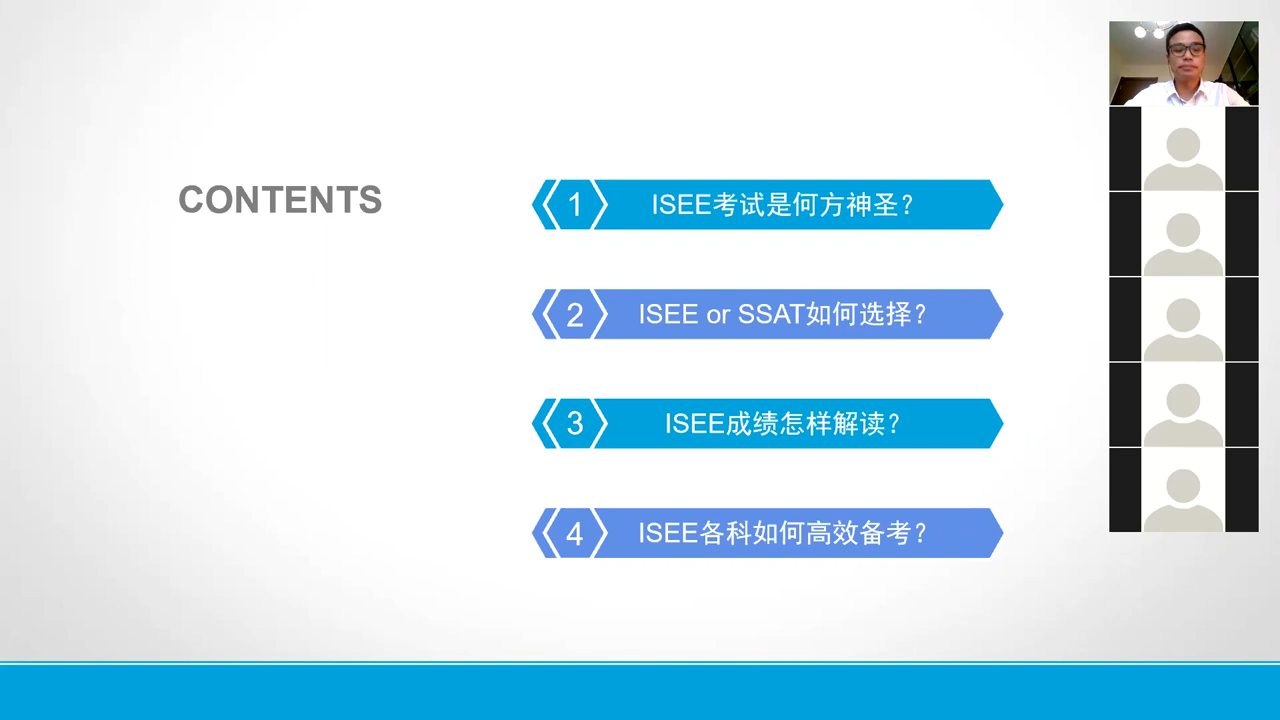 CONTENTS
1 ISEE考试是何方神圣？
2 ISEE or SSAT如何选择？
3 ISEE成绩怎样解读？
4 ISEE各科如何高效备考？